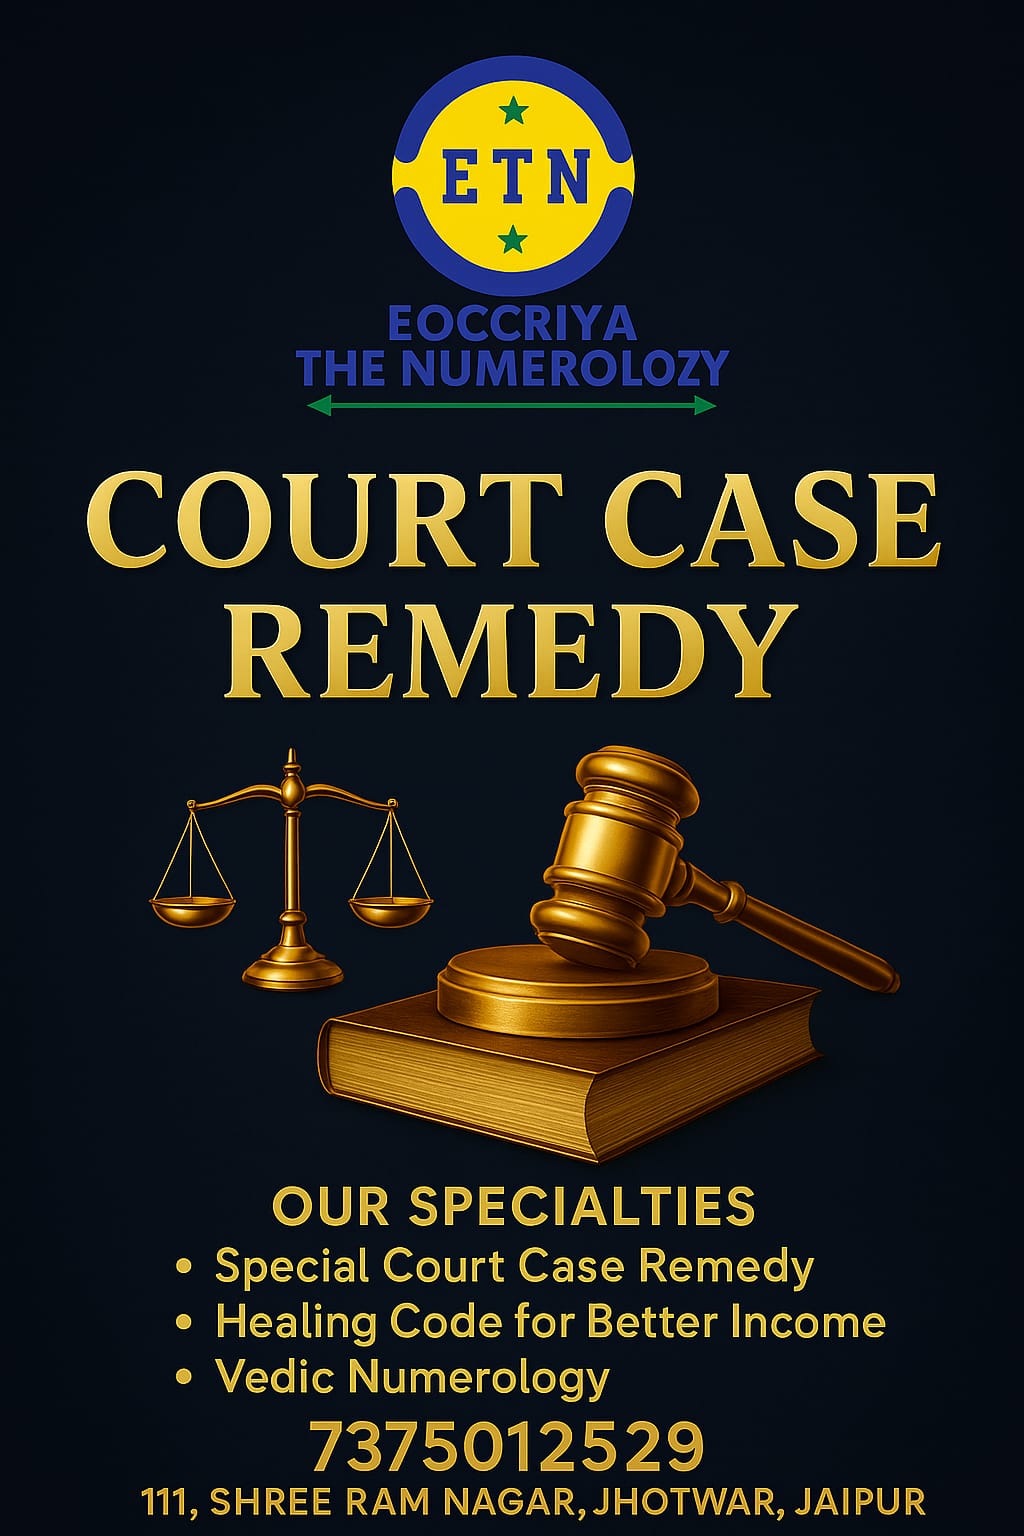 ETN
EOCCRIYA
THE NUMEROLOZY
COURT CASE
REMEDY
OUR SPECIALTIES
• Special Court Case Remedy
• Healing Code for Better Income
• Vedic Numerology
7375012529
111, SHREE RAM NAGAR, JHOTWAR, JAIPUR